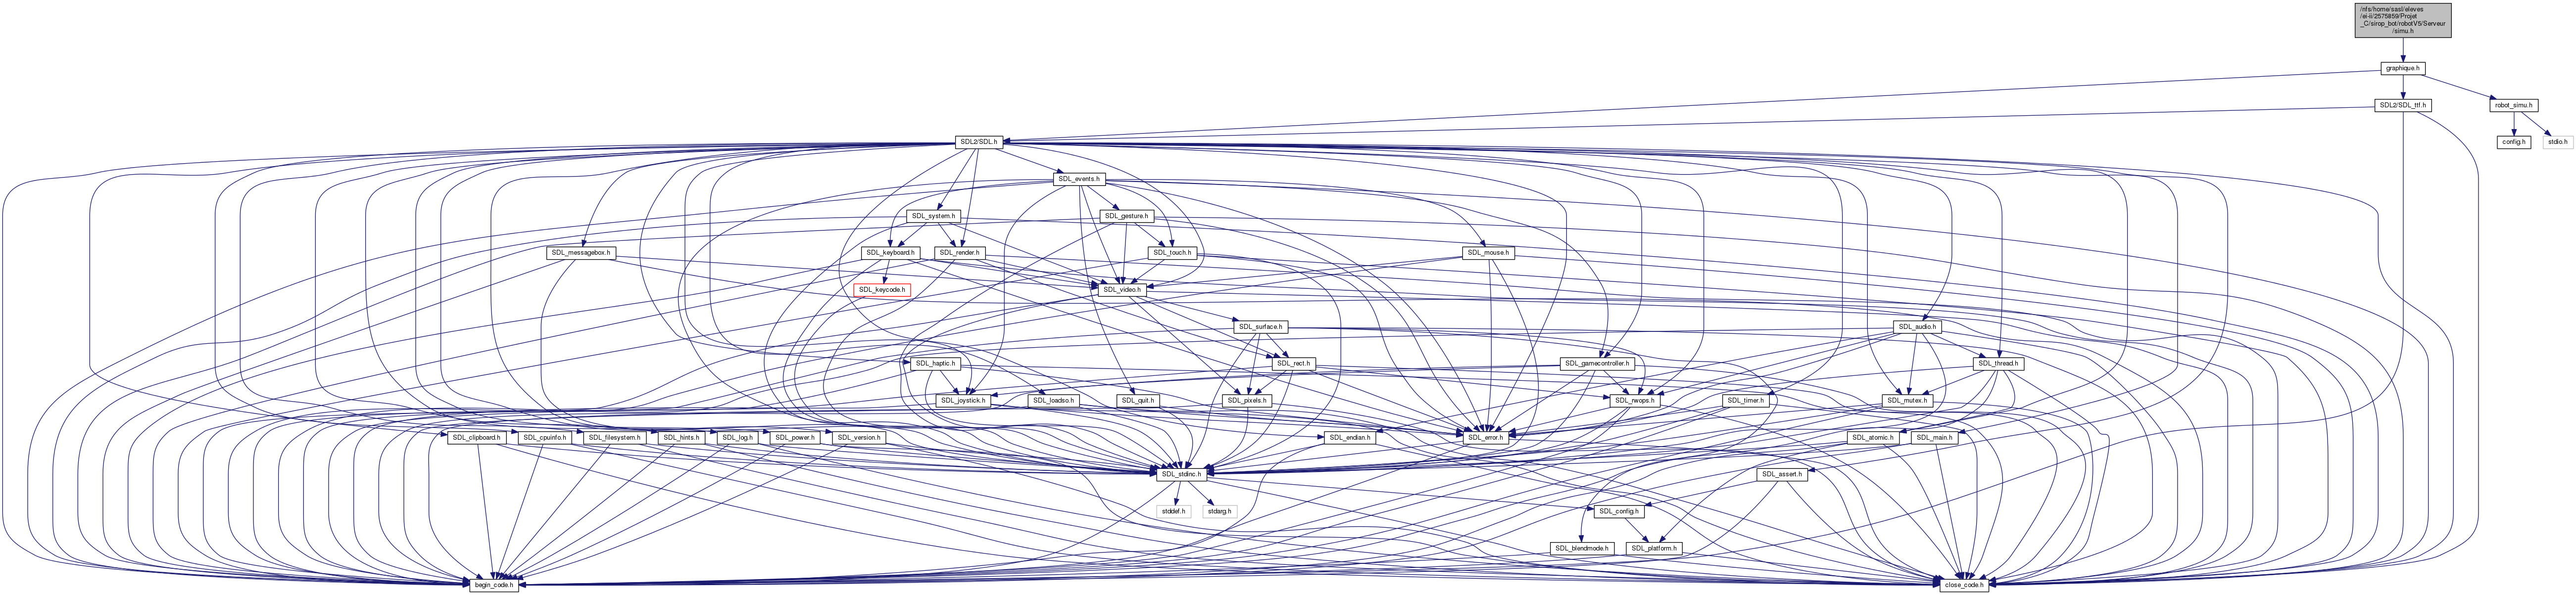 /nfs/home/sasl/eleves
/ei-ii/2575859/Projet
_C/sirop_bot/robotV5/Serveur
/simu.h
graphique.h
SDL2/SDL_ttf.h
robot_simu.h
SDL2/SDL.h
config.h
stdio.h
SDL_events.h
SDL_system.h
SDL_gesture.h
SDL_messagebox.h
SDL_keyboard.h
SDL_render.h
SDL_touch.h
SDL_mouse.h
SDL_keycode.h
SDL_video.h
SDL_surface.h
SDL_audio.h
SDL_haptic.h
SDL_rect.h
SDL_gamecontroller.h
SDL_thread.h
SDL_joystick.h
SDL_loadso.h
SDL_quit.h
SDL_pixels.h
SDL_rwops.h
SDL_timer.h
SDL_mutex.h
SDL_clipboard.h
SDL_cpuinfo.h
SDL_filesystem.h
SDL_hints.h
SDL_log.h
SDL_power.h
SDL_version.h
SDL_endian.h
SDL_error.h
SDL_atomic.h
SDL_main.h
SDL_stdinc.h
SDL_assert.h
stddef.h
stdarg.h
SDL_config.h
SDL_blendmode.h
SDL_platform.h
begin_code.h
close_code.h